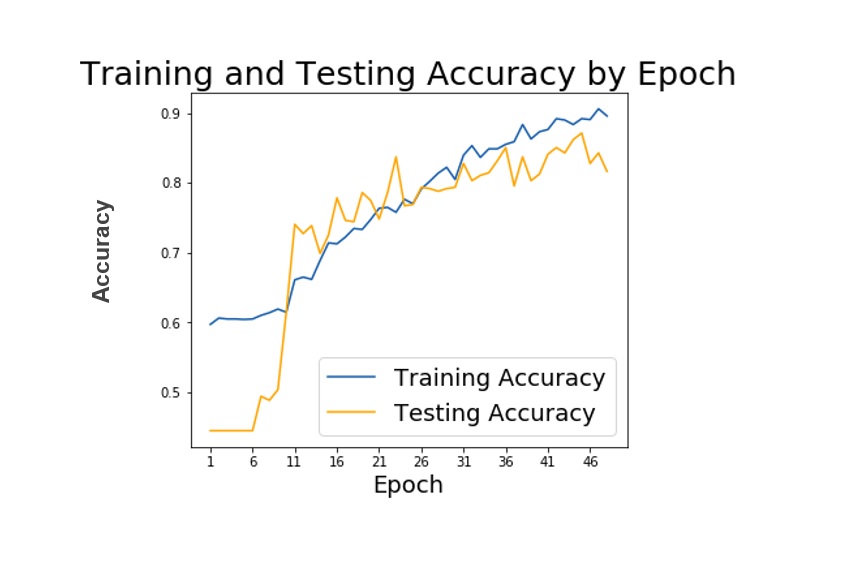 Training and Testing Accuracy by Epoch
Accuracy
0.9
0.8
0.7
0.6
0.5
Training Accuracy
Testing Accuracy
1 6 11 16 21 26 31 36 41 46
Epoch